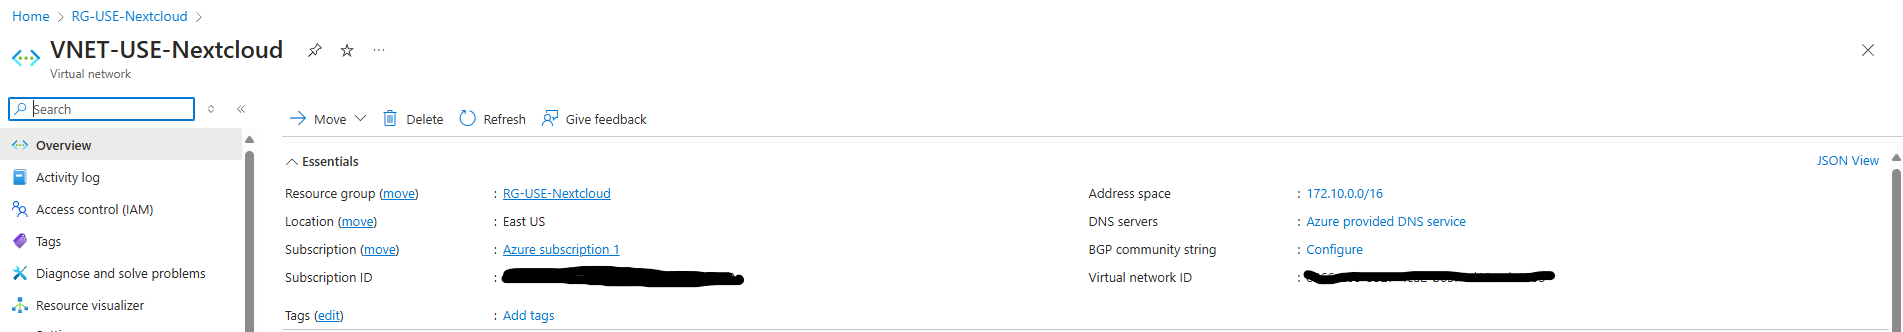 Home > RG-USE-Nextcloud >
VNET-USE-Nextcloud ...
Virtual network
Search
Overview
Activity log
Access control (IAM)
Tags
Diagnose and solve problems
Resource visualizer
Move Delete Refresh Give feedback
Essentials JSON View
Resource group (move) : RG-USE-Nextcloud
Location (move) : East US
Subscription (move) : Azure subscription 1
Subscription ID :
Tags (edit) : Add tags
Address space : 172.10.0.0/16
DNS servers : Azure provided DNS service
BGP community string : Configure
Virtual network ID :